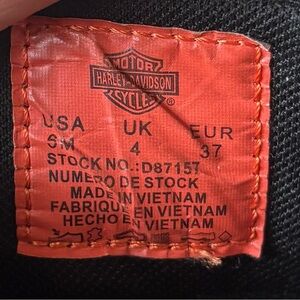 MOTOR
HARLEY-DAVIDSON
CYCLES
®
USA UK EUR
6M 4 37
STOCK NO.:D87157
NUMERO DE STOCK
MADE IN VIETNAM
FABRIQUE EN VIETNAM
HECHO EN VIETNAM